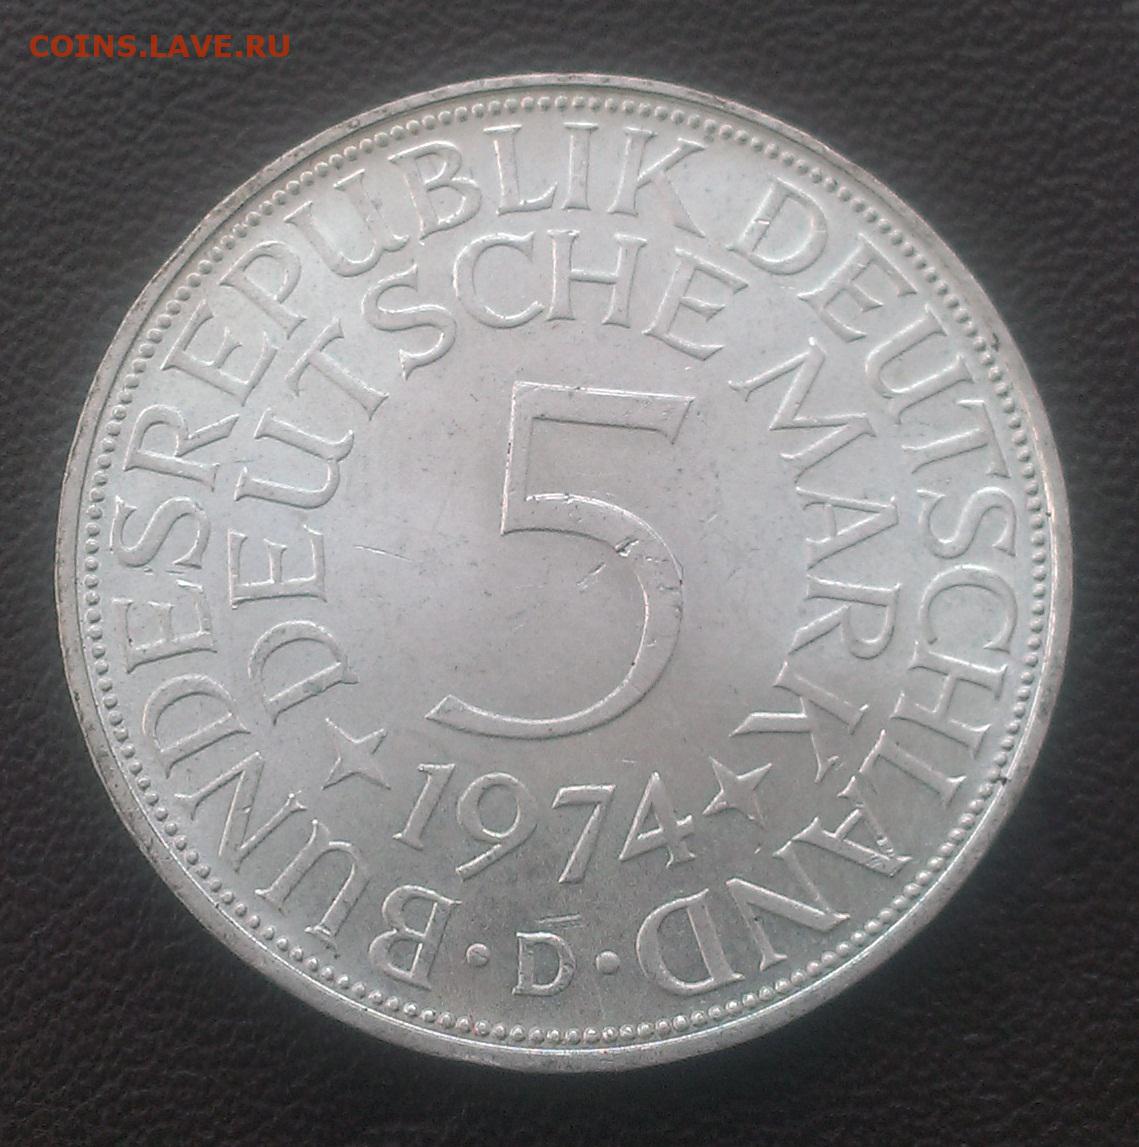 COINS.LAVE.RU
BUNDESREPUBLIK DEUTSCHLAND
DEUTSCHE MARK
5
1974
· D ·